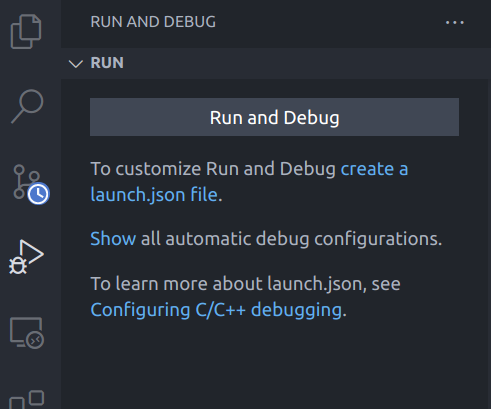 RUN AND DEBUG
RUN
Run and Debug
To customize Run and Debug create a
launch.json file.
Show all automatic debug configurations.
To learn more about launch.json, see
Configuring C/C++ debugging.